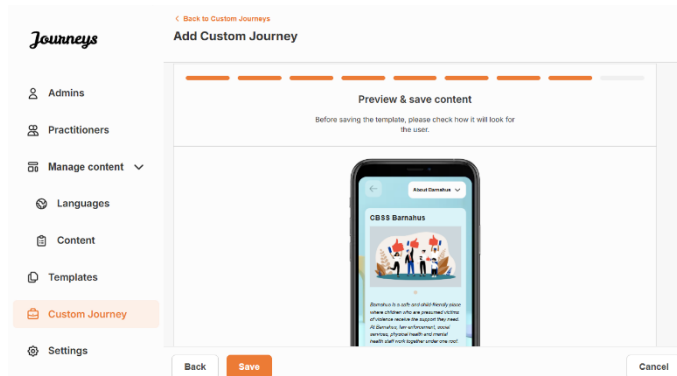 < Back to Custom Journeys
Journeys
Add Custom Journey
Admins
Practitioners
Manage content
Languages
Content
Templates
Custom Journey
Settings
Preview & save content
Before saving the template, please check how it will look for
the user.
About Barnahus
CBSS Barnahus
Barnahus is a safe and child-friendly place
where children who are presumed victims
of violence receive the support they need.
At Barnahus, law enforcement, social
services, physical health and mental
health staff work together under one roof.
Back
Save
Cancel